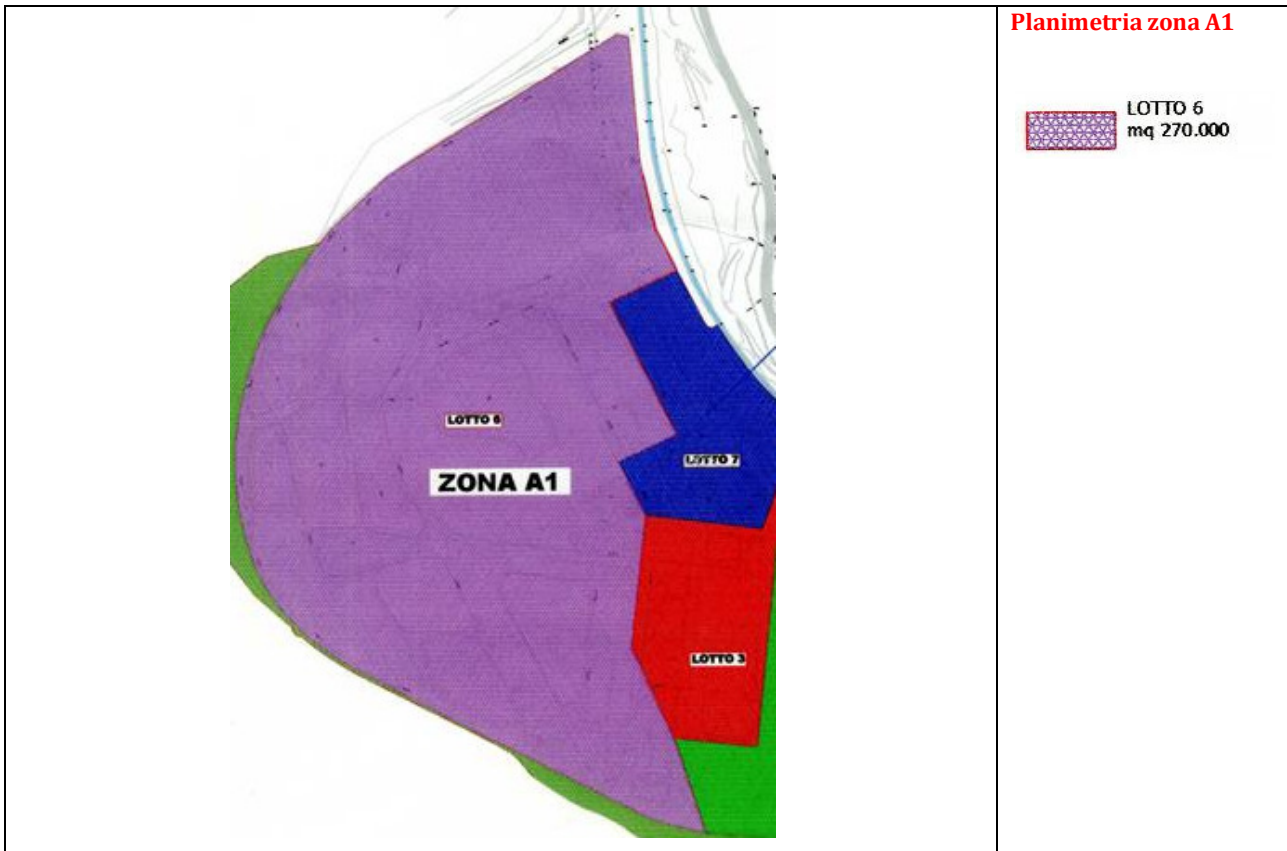 Planimetria zona A1
LOTTO 6
mq 270.000
LOTTO 6
ZONA A1
LOTTO 7
LOTTO 3